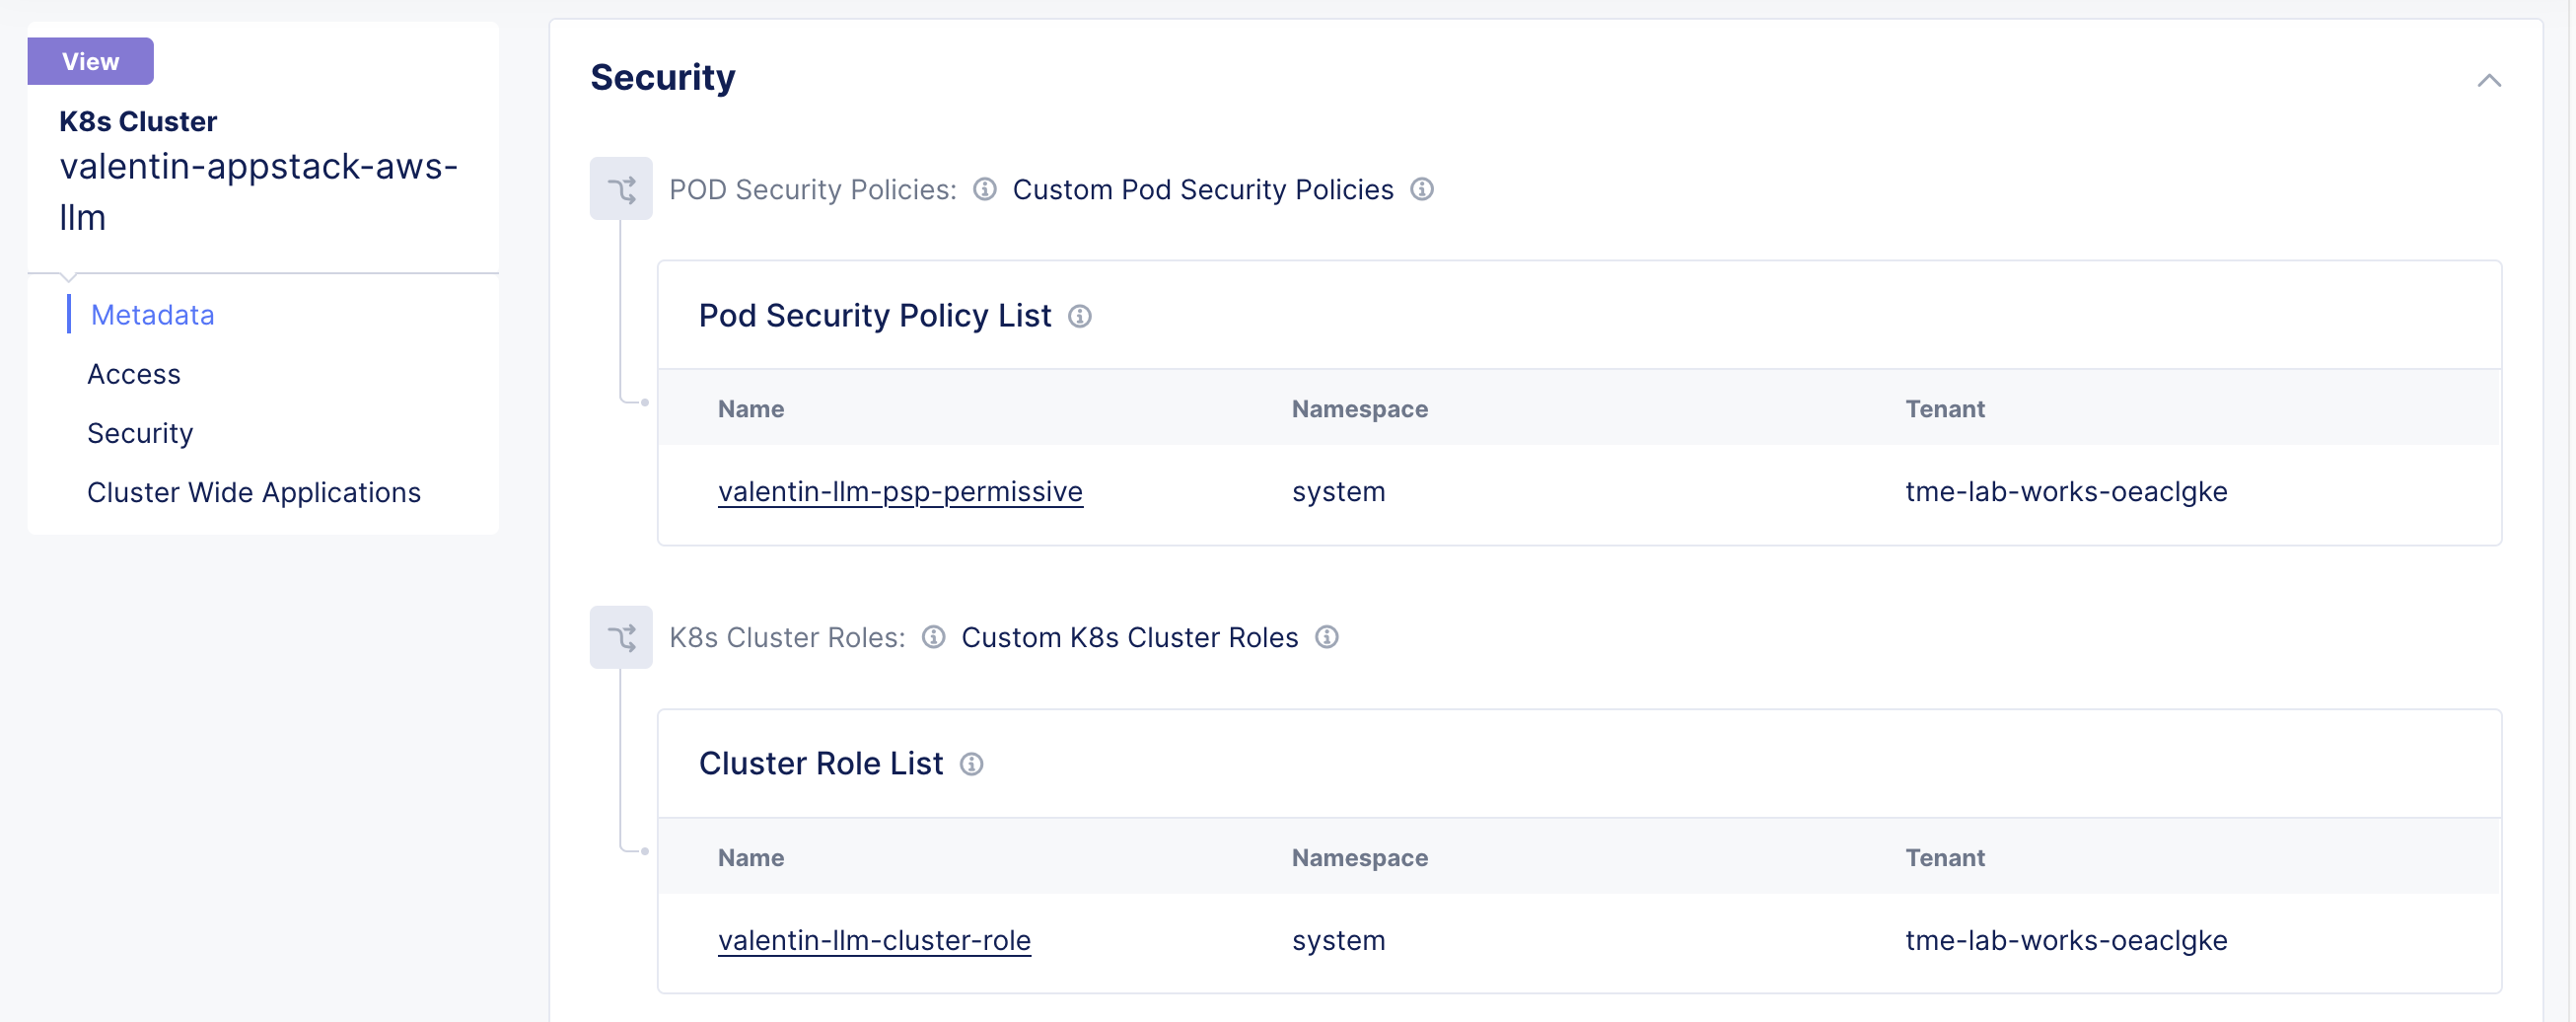 View
K8s Cluster
valentin-appstack-aws-
llm
Metadata
Access
Security
Cluster Wide Applications
Security
POD Security Policies: Custom Pod Security Policies
Pod Security Policy List
Name Namespace Tenant
valentin-llm-psp-permissive system tme-lab-works-oeaclgke
K8s Cluster Roles: Custom K8s Cluster Roles
Cluster Role List
Name Namespace Tenant
valentin-llm-cluster-role system tme-lab-works-oeaclgke